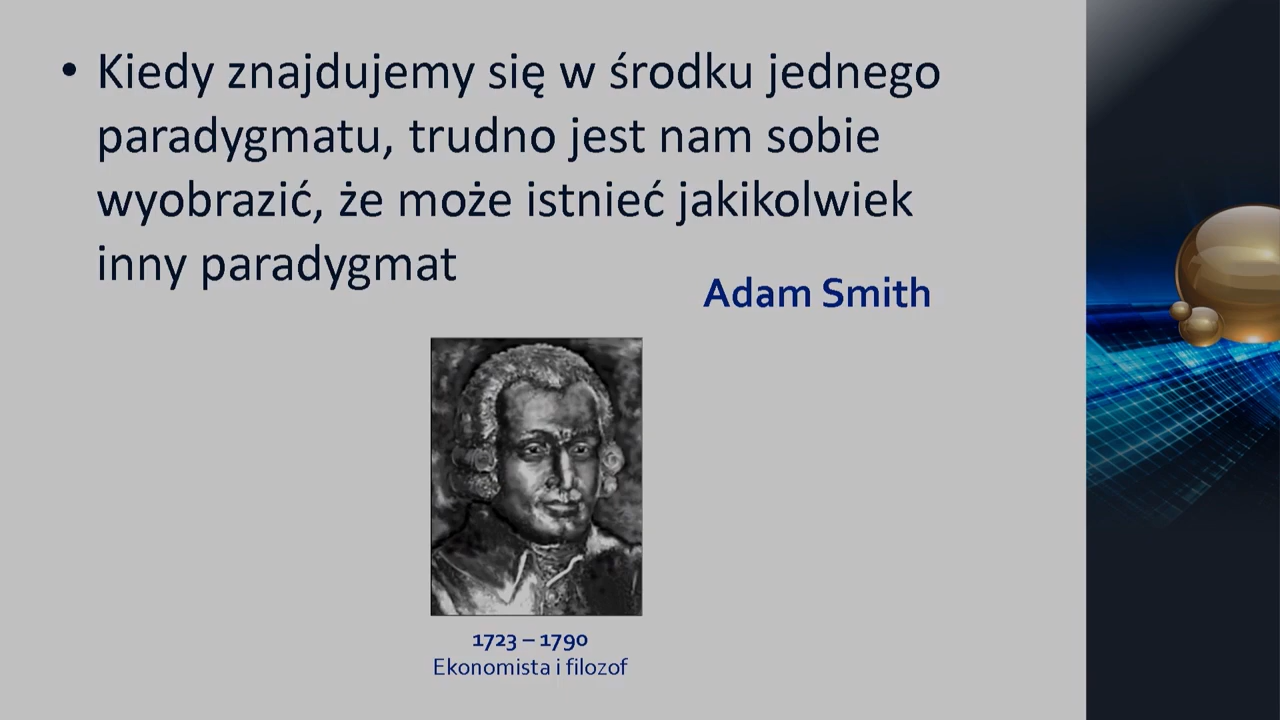 • Kiedy znajdujemy się w środku jednego
paradygmatu, trudno jest nam sobie
wyobrazić, że może istnieć jakikolwiek
inny paradygmat
Adam Smith
1723 – 1790
Ekonomista i filozof